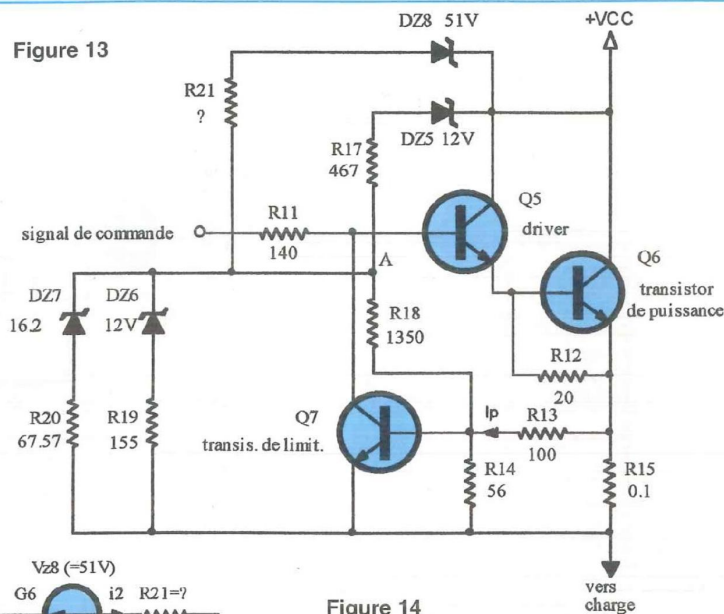 Figure 13
DZ8 51V
+VCC
R21
?
DZ5 12V
R17
467
Q5
driver
R11
140
signal de commande
A
Q6
transistor
de puissance
DZ7
16.2
DZ6
12V
R18
1350
R12
20
R20
67.57
R19
155
Q7
transis. de limit.
Ip
R13
100
R14
56
R15
0.1
vers
charge
Vz8 (=51V)
G6
i2
R21=?
Figure 14